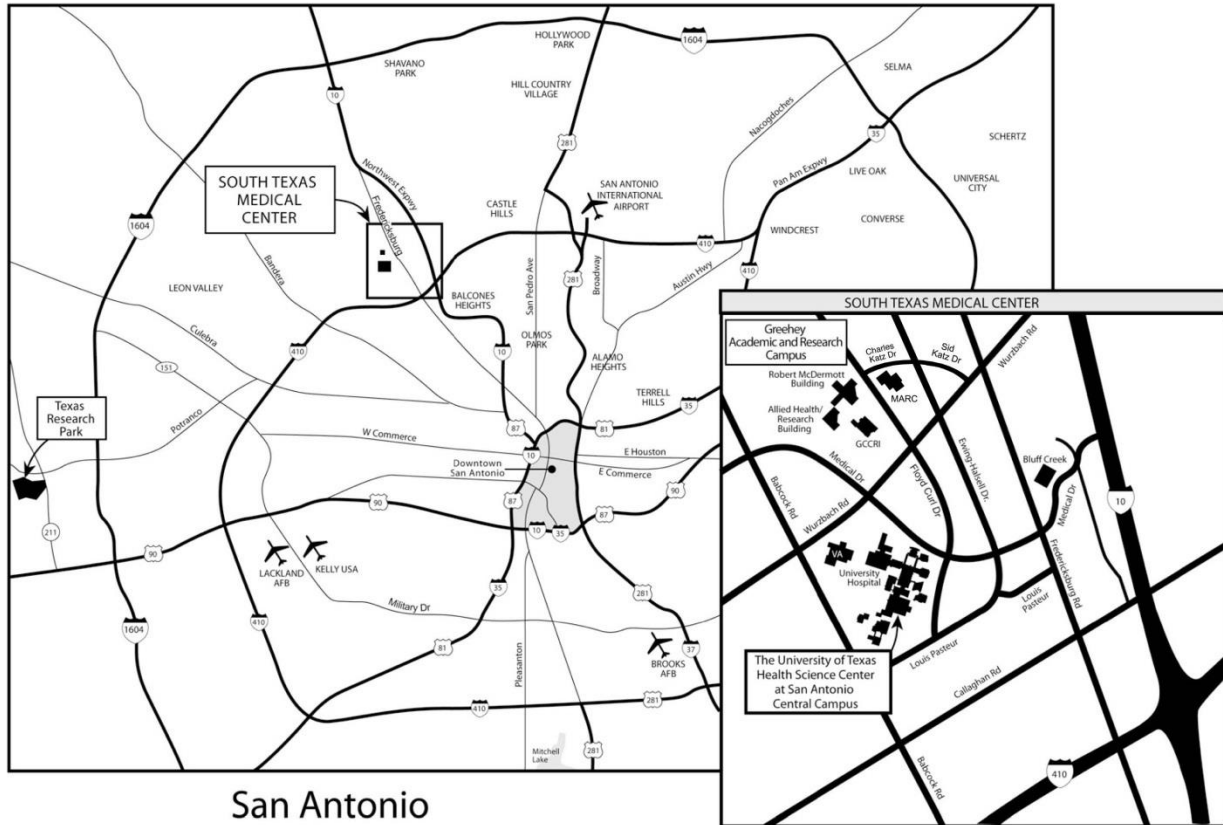 HOLLYWOOD
PARK
1604
SHAVANO
PARK
SELMA
10
HILL COUNTRY
VILLAGE
Nacogdoches
35
281
SCHERTZ
Pan Am Expwy
LIVE OAK
Northwest Expwy
SOUTH TEXAS
MEDICAL
CENTER
Fredericksburg
CASTLE
HILLS
SAN ANTONIO
INTERNATIONAL
AIRPORT
UNIVERSAL
CITY
1604
CONVERSE
WINDCREST
410
410
Bandera
San Pedro Ave
281
Broadway
Austin Hwy
LEON VALLEY
BALCONES
HEIGHTS
Culebra
OLMOS
PARK
410
10
ALAMO
HEIGHTS
151
TERRELL
HILLS
35
Texas
Research
Park
Potranco
87
81
W Commerce
10
E Houston
Downtown
San Antonio
E Commerce
90
90
87
87
211
10
35
90
LACKLAND
AFB
KELLY USA
35
281
Military Dr
410
1604
81
Pleasanton
BROOKS
AFB
37
410
281
Mitchell
Lake
281
San Antonio
SOUTH TEXAS MEDICAL CENTER
Greehey
Academic and Research
Campus
Charles
Katz Dr
Sid
Katz Dr
Wurzbach Rd
Robert McDermott
Building
MARC
Allied Health/
Research
Building
GCCRI
Medical Dr
Floyd Curl Dr
Ewing-Halsell Dr.
Bluff Creek
Babcock Rd
Wurzbach Rd
Medical Dr
10
VA
University
Hospital
Louis
Pasteur
Fredericksburg Rd
Louis Pasteur
Callaghan Rd
The University of Texas
Health Science Center
at San Antonio
Central Campus
Babcock Rd
410